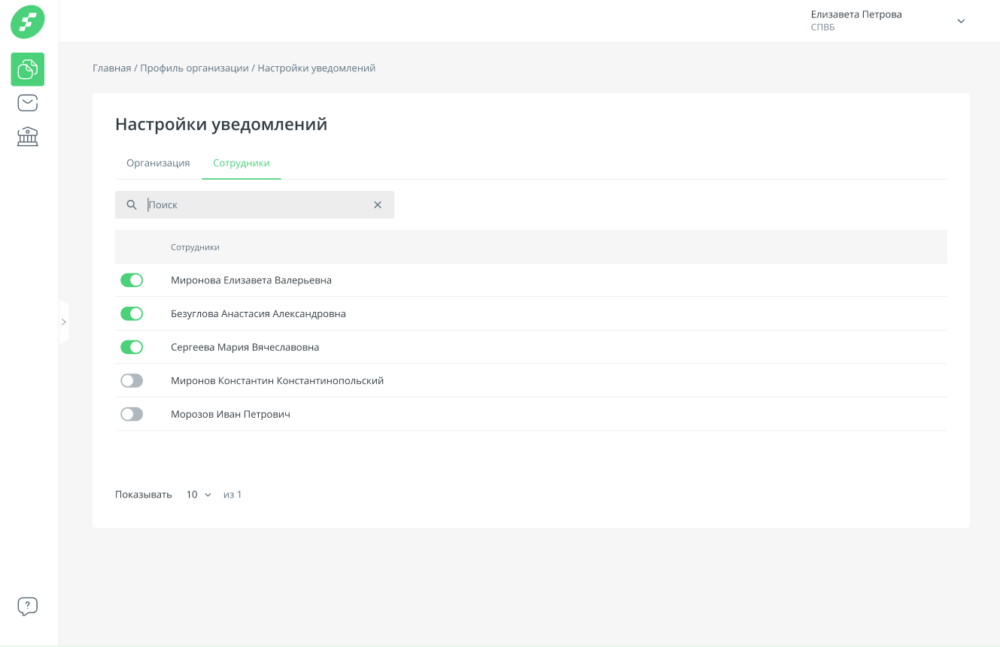 Елизавета Петрова
СПВБ
Главная / Профиль организации / Настройки уведомлений
Настройки уведомлений
Организация Сотрудники
Поиск
Сотрудники
Миронова Елизавета Валерьевна
Безуглова Анастасия Александровна
Сергеева Мария Вячеславовна
Миронов Константин Константинопольский
Морозов Иван Петрович
Показывать 10 из 1
?